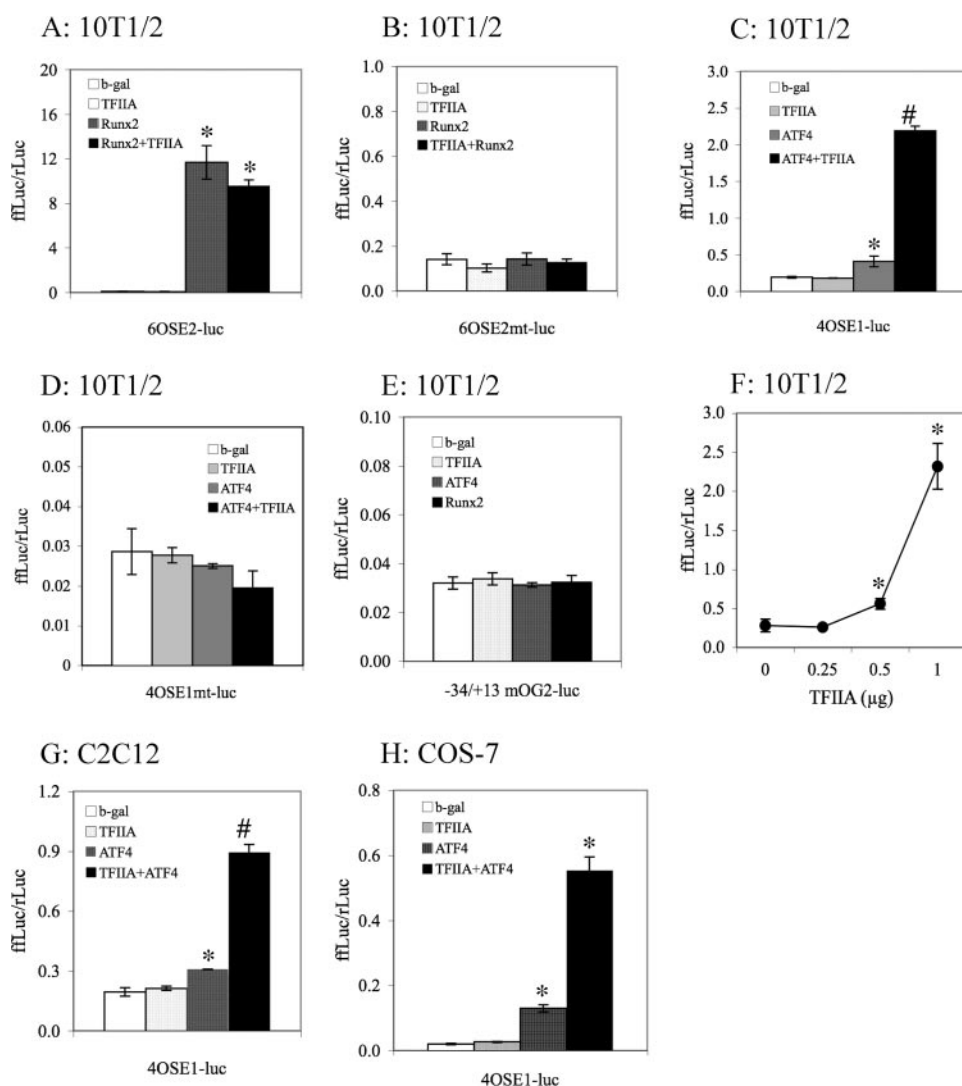 A: 10T1/2
20
16
12
8
4
0
ffLuc/rLuc
b-gal
TFIIA
Runx2
Runx2+TFIIA
*
*
6OSE2-luc
B: 10T1/2
1.0
0.8
0.6
0.4
0.2
0.0
ffLuc/rLuc
b-gal
TFIIA
Runx2
TFIIA+Runx2
6OSE2mt-luc
C: 10T1/2
3.0
2.5
2.0
1.5
1.0
0.5
0.0
ffLuc/rLuc
b-gal
TFIIA
ATF4
ATF4+TFIIA
*
#
4OSE1-luc
D: 10T1/2
0.06
0.05
0.04
0.03
0.02
0.01
0
ffLuc/rLuc
b-gal
TFIIA
ATF4
ATF4+TFIIA
4OSE1mt-luc
E: 10T1/2
0.10
0.08
0.06
0.04
0.02
0.00
ffLuc/rLuc
b-gal
TFIIA
ATF4
Runx2
-34/+13 mOG2-luc
F: 10T1/2
3.0
2.5
2.0
1.5
1.0
0.5
0.0
ffLuc/rLuc
*
*
0 0.25 0.5 1
TFIIA (µg)
G: C2C12
1.2
0.9
0.6
0.3
0.0
ffLuc/rLuc
b-gal
TFIIA
ATF4
TFIIA+ATF4
*
#
4OSE1-luc
H: COS-7
0.8
0.6
0.4
0.2
0.0
ffLuc/rLuc
b-gal
TFIIA
ATF4
TFIIA+ATF4
*
*
4OSE1-luc